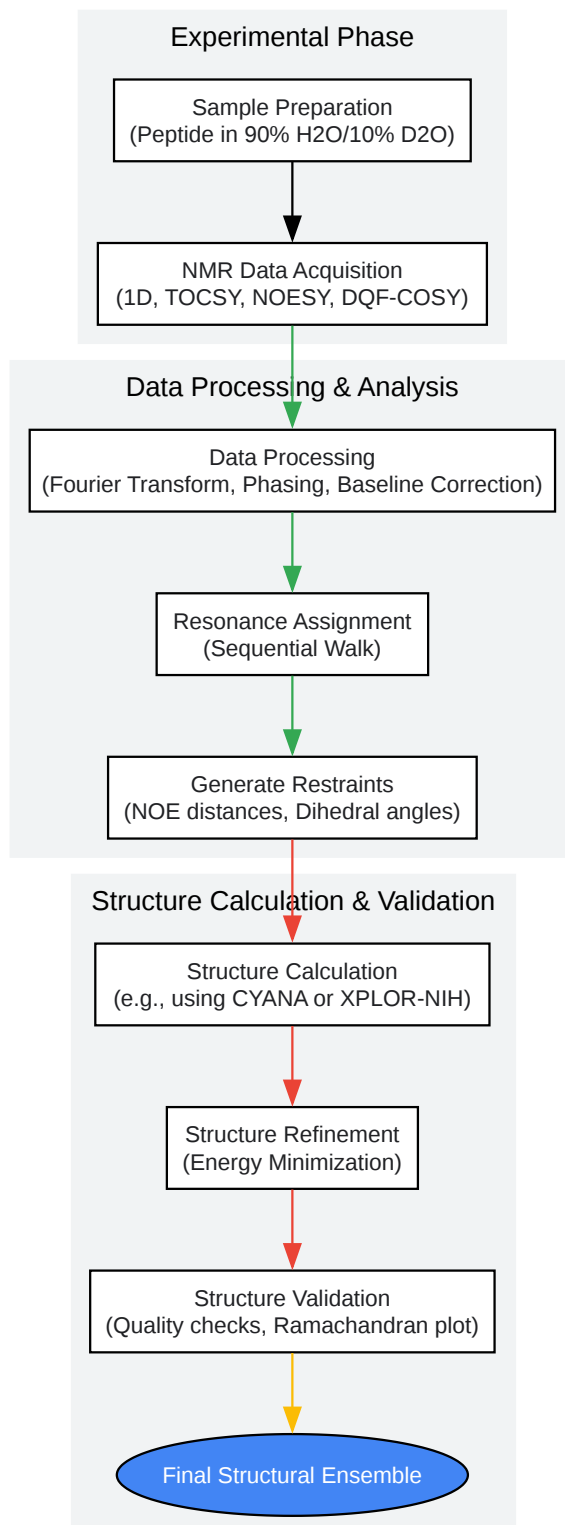 Experimental Phase
Sample Preparation
(Peptide in 90% H2O/10% D2O)
NMR Data Acquisition
(1D, TOCSY, NOESY, DQF-COSY)
Data Processing & Analysis
Data Processing
(Fourier Transform, Phasing, Baseline Correction)
Resonance Assignment
(Sequential Walk)
Generate Restraints
(NOE distances, Dihedral angles)
Structure Calculation & Validation
Structure Calculation
(e.g., using CYANA or XPLOR-NIH)
Structure Refinement
(Energy Minimization)
Structure Validation
(Quality checks, Ramachandran plot)
Final Structural Ensemble